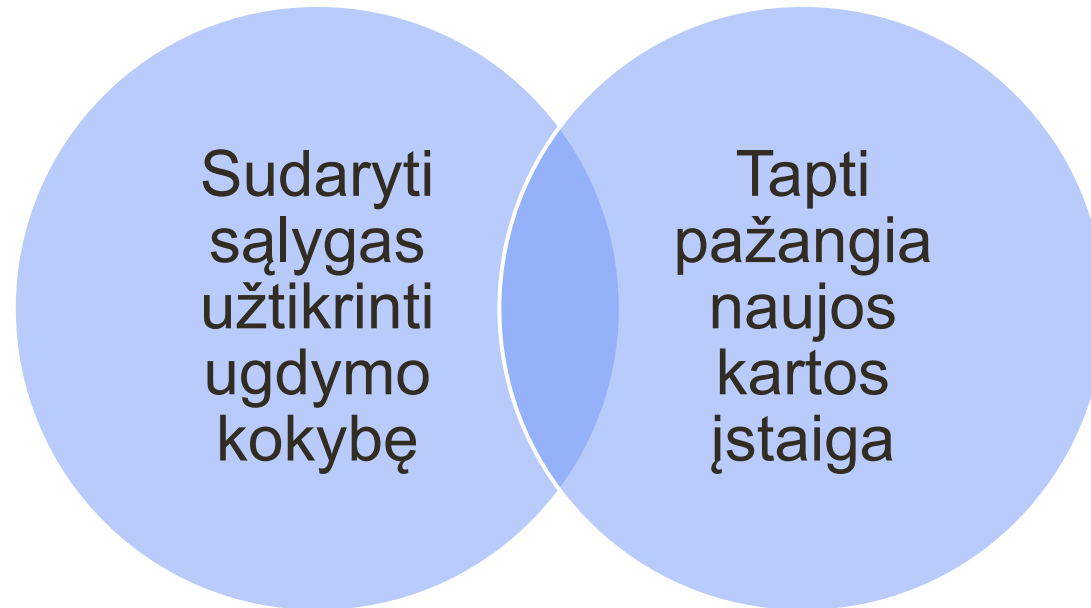 Sudaryti
sąlygas
užtikrinti
ugdymo
kokybę
Tapti
pažangia
naujos
kartos
įstaiga